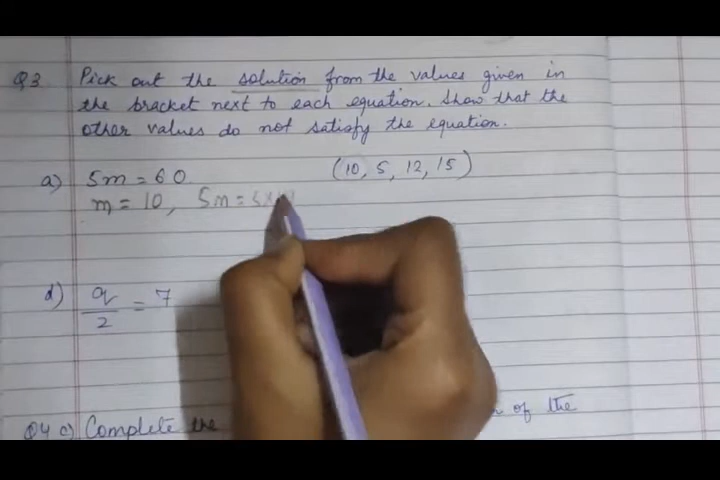 Q3 Pick out the solution from the values given in
the bracket next to each equation. Show that the
other values do not satisfy the equation.
a) 5m = 60 (10, 5, 12, 15)
m = 10, 5m = 5×
d) q/2 = 7
Q4 c) Complete the of the